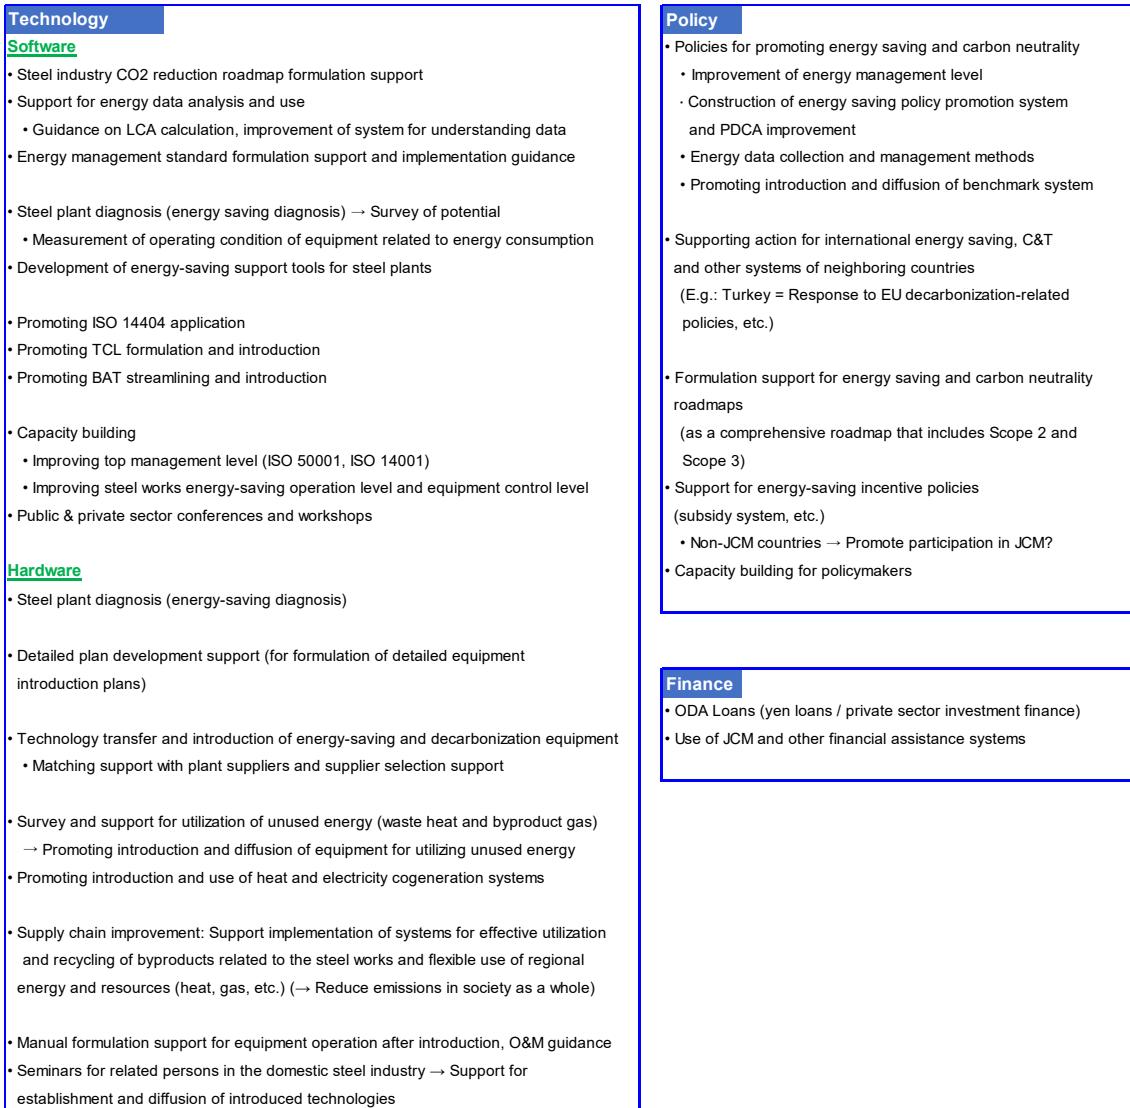 Technology
Software
• Steel industry CO2 reduction roadmap formulation support
• Support for energy data analysis and use
• Guidance on LCA calculation, improvement of system for understanding data
• Energy management standard formulation support and implementation guidance
• Steel plant diagnosis (energy saving diagnosis) → Survey of potential
• Measurement of operating condition of equipment related to energy consumption
• Development of energy-saving support tools for steel plants
• Promoting ISO 14404 application
• Promoting TCL formulation and introduction
• Promoting BAT streamlining and introduction
• Capacity building
• Improving top management level (ISO 50001, ISO 14001)
• Improving steel works energy-saving operation level and equipment control level
• Public & private sector conferences and workshops
Hardware
• Steel plant diagnosis (energy-saving diagnosis)
• Detailed plan development support (for formulation of detailed equipment
introduction plans)
• Technology transfer and introduction of energy-saving and decarbonization equipment
• Matching support with plant suppliers and supplier selection support
• Survey and support for utilization of unused energy (waste heat and byproduct gas)
→ Promoting introduction and diffusion of equipment for utilizing unused energy
• Promoting introduction and use of heat and electricity cogeneration systems
• Supply chain improvement: Support implementation of systems for effective utilization
and recycling of byproducts related to the steel works and flexible use of regional
energy and resources (heat, gas, etc.) (→ Reduce emissions in society as a whole)
• Manual formulation support for equipment operation after introduction, O&M guidance
• Seminars for related persons in the domestic steel industry → Support for
establishment and diffusion of introduced technologies
Policy
• Policies for promoting energy saving and carbon neutrality
• Improvement of energy management level
· Construction of energy saving policy promotion system
and PDCA improvement
• Energy data collection and management methods
• Promoting introduction and diffusion of benchmark system
• Supporting action for international energy saving, C&T
and other systems of neighboring countries
(E.g.: Turkey = Response to EU decarbonization-related
policies, etc.)
• Formulation support for energy saving and carbon neutrality
roadmaps
(as a comprehensive roadmap that includes Scope 2 and
Scope 3)
• Support for energy-saving incentive policies
(subsidy system, etc.)
• Non-JCM countries → Promote participation in JCM?
• Capacity building for policymakers
Finance
• ODA Loans (yen loans / private sector investment finance)
• Use of JCM and other financial assistance systems